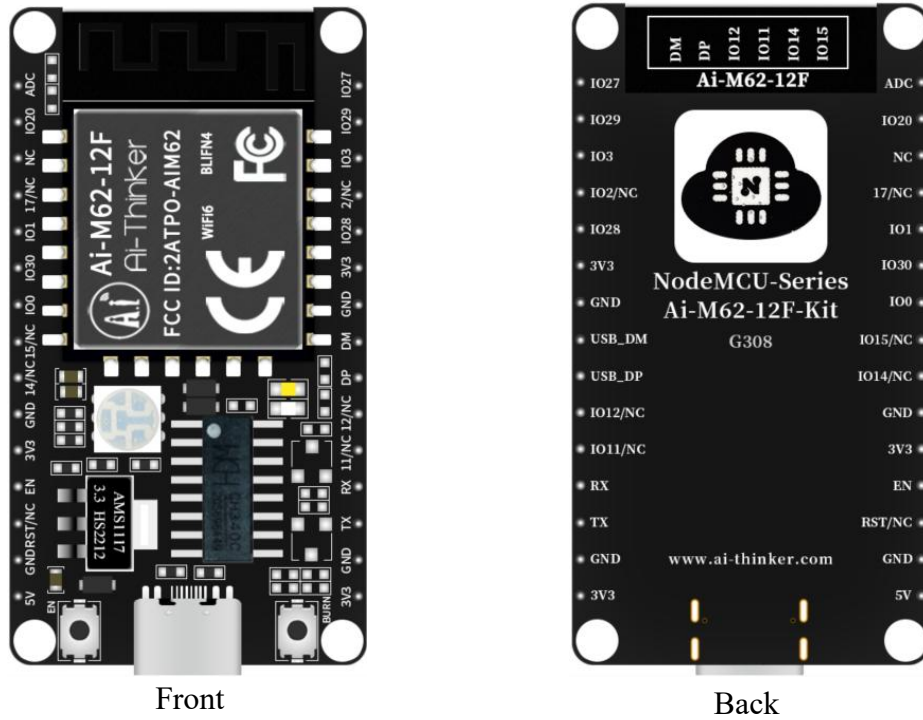 ADC
IO20
NC
17/NC
IO1
IO30
IO0
15/NC
14/NC
GND
3V3
EN
RST/NC
GND
5V
Ai-M62-12F
Ai-Thinker
FCC ID:2ATPO-AIM62
WiFi6 BLIFN4
CE
FC
Ai
IO27
IO29
IO3
2/NC
IO28
3V3
GND
DM
DP
12/NC
11/NC
RX
TX
GND
3V3
AMS1117
3.3 HS2212
HDM
CH340C
EN
BURN
Front
DM DP IO12 IO11 IO14 IO15
Ai-M62-12F
IO27
IO29
IO3
IO2/NC
IO28
3V3
GND
USB_DM
USB_DP
IO12/NC
IO11/NC
RX
TX
GND
3V3
N
NodeMCU-Series
Ai-M62-12F-Kit
G308
www.ai-thinker.com
ADC
IO20
NC
17/NC
IO1
IO30
IO0
IO15/NC
IO14/NC
GND
3V3
EN
RST/NC
GND
5V
Back